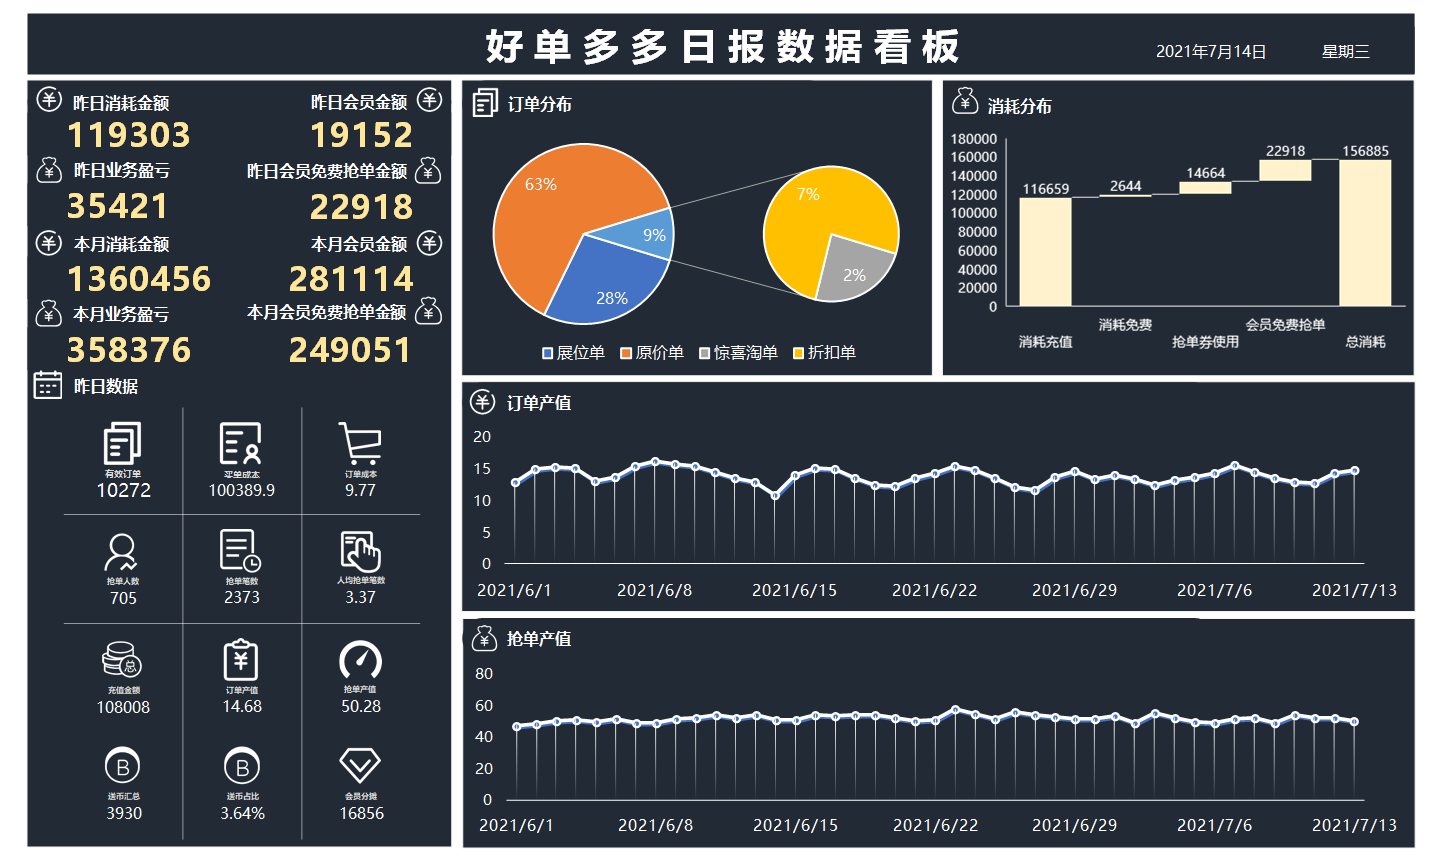 好单多多日报数据看板
2021年7月14日 星期三
昨日消耗金额 昨日会员金额
119303 19152
昨日业务盈亏 昨日会员免费抢单金额
35421 22918
本月消耗金额 本月会员金额
1360456 281114
本月业务盈亏 本月会员免费抢单金额
358376 249051
昨日数据
有效订单 买单成本 订单成本
10272 100389.9 9.77
抢单人数 抢单笔数 人均抢单笔数
705 2373 3.37
总
充值金额 订单产值 抢单产值
108008 14.68 50.28
B B
送币汇总 送币占比 会员分摊
3930 3.64% 16856
订单分布
63%
9%
28%
7%
2%
展位单 原价单 惊喜淘单 折扣单
消耗分布
180000
160000
140000
120000
100000
80000
60000
40000
20000
0
116659 2644 14664 22918 156885
消耗充值 消耗免费 抢单券使用 会员免费抢单 总消耗
订单产值
20
15
10
5
0
2021/6/1 2021/6/8 2021/6/15 2021/6/22 2021/6/29 2021/7/6 2021/7/13
抢单产值
80
60
40
20
0
2021/6/1 2021/6/8 2021/6/15 2021/6/22 2021/6/29 2021/7/6 2021/7/13